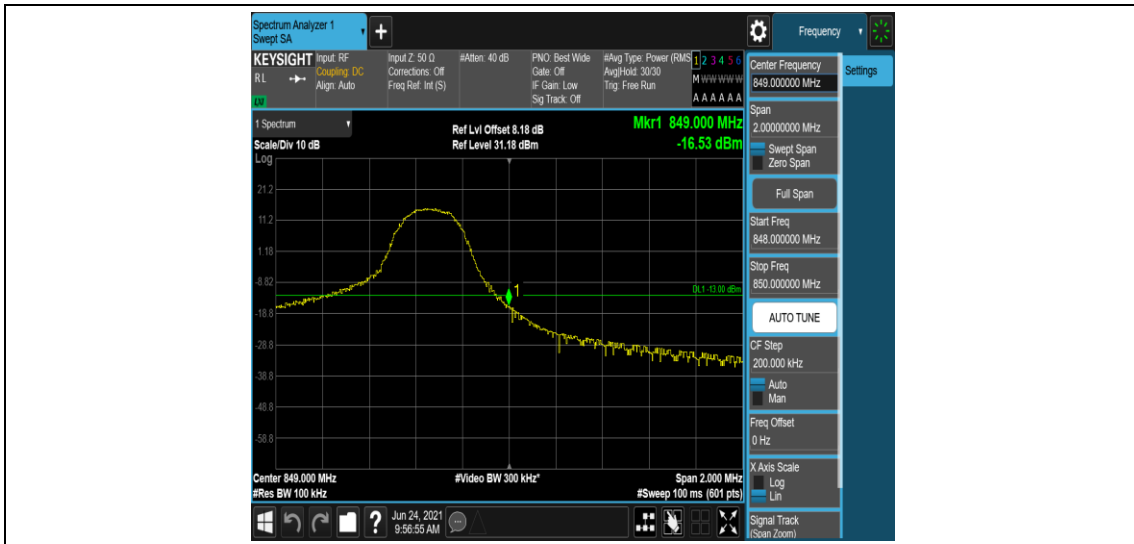 Spectrum Analyzer 1
Swept SA
+
Frequency
KEYSIGHT
RL
LXI
Input: RF
Coupling: DC
Align: Auto
Input Z: 50 Ω
Corrections: Off
Freq Ref: Int (S)
#Atten: 40 dB
PNO: Best Wide
Gate: Off
IF Gain: Low
Sig Track: Off
#Avg Type: Power (RMS
Avg|Hold: 30/30
Trig: Free Run
1 2 3 4 5 6
M W W W W W
A A A A A A
1 Spectrum
Scale/Div 10 dB
Log
Ref Lvl Offset 8.18 dB
Ref Level 31.18 dBm
Mkr1 849.000 MHz
-16.53 dBm
21.2
11.2
1.18
-8.82
-18.8
-28.8
-38.8
-48.8
-58.8
1
DL1 -13.00 dBm
Center 849.000 MHz
#Res BW 100 kHz
#Video BW 300 kHz*
Span 2.000 MHz
#Sweep 100 ms (601 pts)
Center Frequency
849.000000 MHz
Settings
Span
2.00000000 MHz
Swept Span
Zero Span
Full Span
Start Freq
848.000000 MHz
Stop Freq
850.000000 MHz
AUTO TUNE
CF Step
200.000 kHz
Auto
Man
Freq Offset
0 Hz
X Axis Scale
Log
Lin
Signal Track
(Span Zoom)
?
Jun 24, 2021
9:56:55 AM